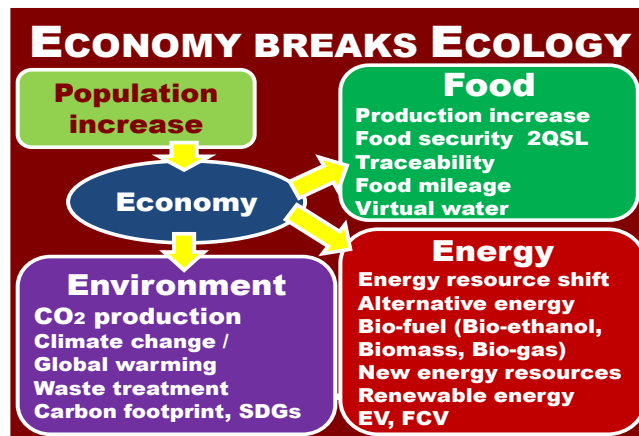 ECONOMY BREAKS ECOLOGY
Population
increase
Economy
Food
Production increase
Food security 2QSL
Traceability
Food mileage
Virtual water
Environment
CO2 production
Climate change /
Global warming
Waste treatment
Carbon footprint, SDGs
Energy
Energy resource shift
Alternative energy
Bio-fuel (Bio-ethanol,
Biomass, Bio-gas)
New energy resources
Renewable energy
EV, FCV